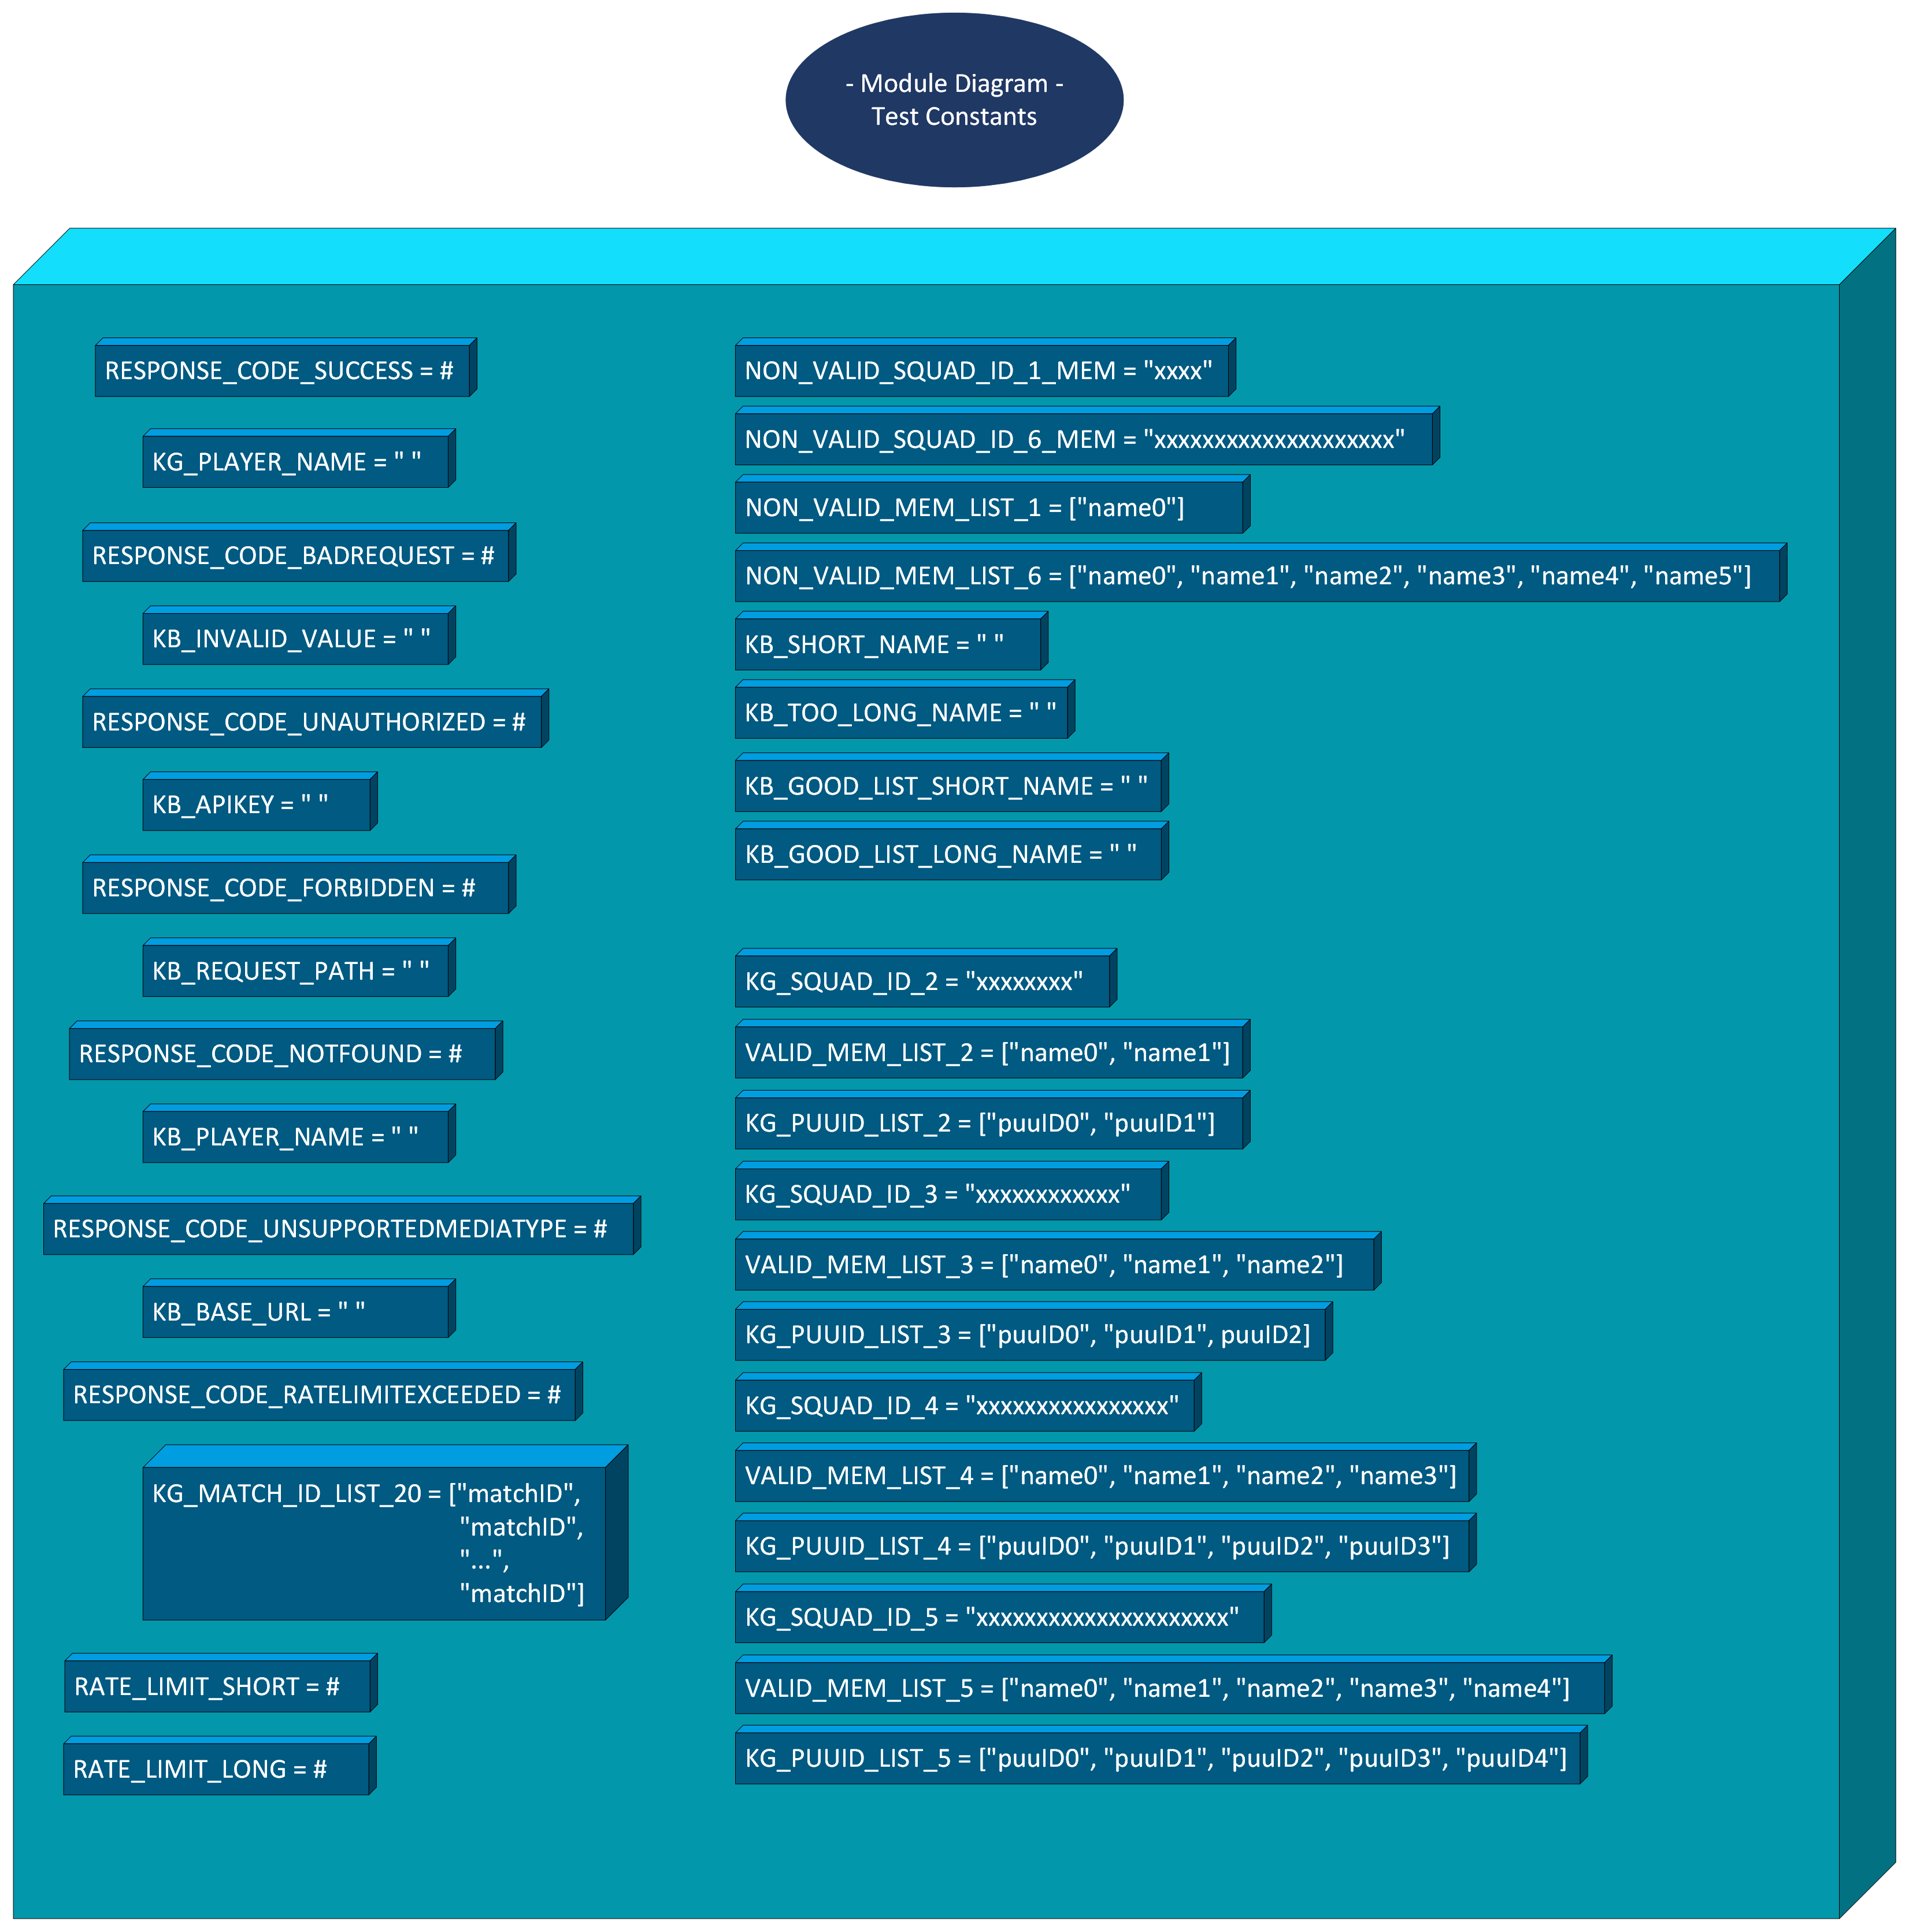 - Module Diagram -
Test Constants
RESPONSE_CODE_SUCCESS = #
KG_PLAYER_NAME = " "
RESPONSE_CODE_BADREQUEST = #
KB_INVALID_VALUE = " "
RESPONSE_CODE_UNAUTHORIZED = #
KB_APIKEY = " "
RESPONSE_CODE_FORBIDDEN = #
KB_REQUEST_PATH = " "
RESPONSE_CODE_NOTFOUND = #
KB_PLAYER_NAME = " "
RESPONSE_CODE_UNSUPPORTEDMEDIATYPE = #
KB_BASE_URL = " "
RESPONSE_CODE_RATELIMITEXCEEDED = #
KG_MATCH_ID_LIST_20 = ["matchID",
"matchID",
"...",
"matchID"]
RATE_LIMIT_SHORT = #
RATE_LIMIT_LONG = #
NON_VALID_SQUAD_ID_1_MEM = "xxxx"
NON_VALID_SQUAD_ID_6_MEM = "xxxxxxxxxxxxxxxxxxxx"
NON_VALID_MEM_LIST_1 = ["name0"]
NON_VALID_MEM_LIST_6 = ["name0", "name1", "name2", "name3", "name4", "name5"]
KB_SHORT_NAME = " "
KB_TOO_LONG_NAME = " "
KB_GOOD_LIST_SHORT_NAME = " "
KB_GOOD_LIST_LONG_NAME = " "
KG_SQUAD_ID_2 = "xxxxxxxx"
VALID_MEM_LIST_2 = ["name0", "name1"]
KG_PUUID_LIST_2 = ["puuID0", "puuID1"]
KG_SQUAD_ID_3 = "xxxxxxxxxxxx"
VALID_MEM_LIST_3 = ["name0", "name1", "name2"]
KG_PUUID_LIST_3 = ["puuID0", "puuID1", puuID2]
KG_SQUAD_ID_4 = "xxxxxxxxxxxxxxxx"
VALID_MEM_LIST_4 = ["name0", "name1", "name2", "name3"]
KG_PUUID_LIST_4 = ["puuID0", "puuID1", "puuID2", "puuID3"]
KG_SQUAD_ID_5 = "xxxxxxxxxxxxxxxxxxxxx"
VALID_MEM_LIST_5 = ["name0", "name1", "name2", "name3", "name4"]
KG_PUUID_LIST_5 = ["puuID0", "puuID1", "puuID2", "puuID3", "puuID4"]